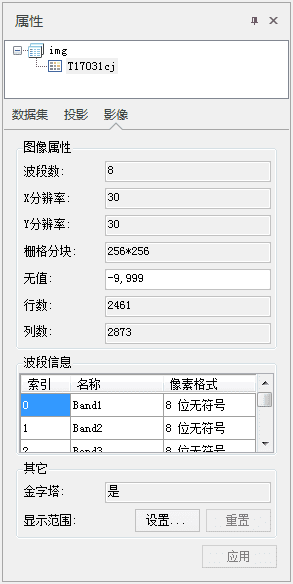 属性
img
T17031cj
数据集 投影 影像
图像属性
波段数: 8
X分辨率: 30
Y分辨率: 30
栅格分块: 256*256
无值: -9,999
行数: 2461
列数: 2873
波段信息
索引 名称 像素格式
0 Band1 8 位无符号
1 Band2 8 位无符号
2 Band3 8 位无符号
其它
金字塔: 是
显示范围: 设置... 重置
应用